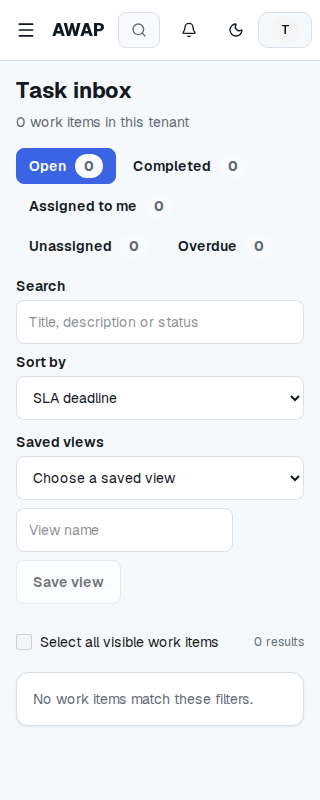 AWAP
T
Task inbox
0 work items in this tenant
Open 0 Completed 0
Assigned to me 0
Unassigned 0 Overdue 0
Search
Title, description or status
Sort by
SLA deadline
Saved views
Choose a saved view
View name
Save view
Select all visible work items 0 results
No work items match these filters.